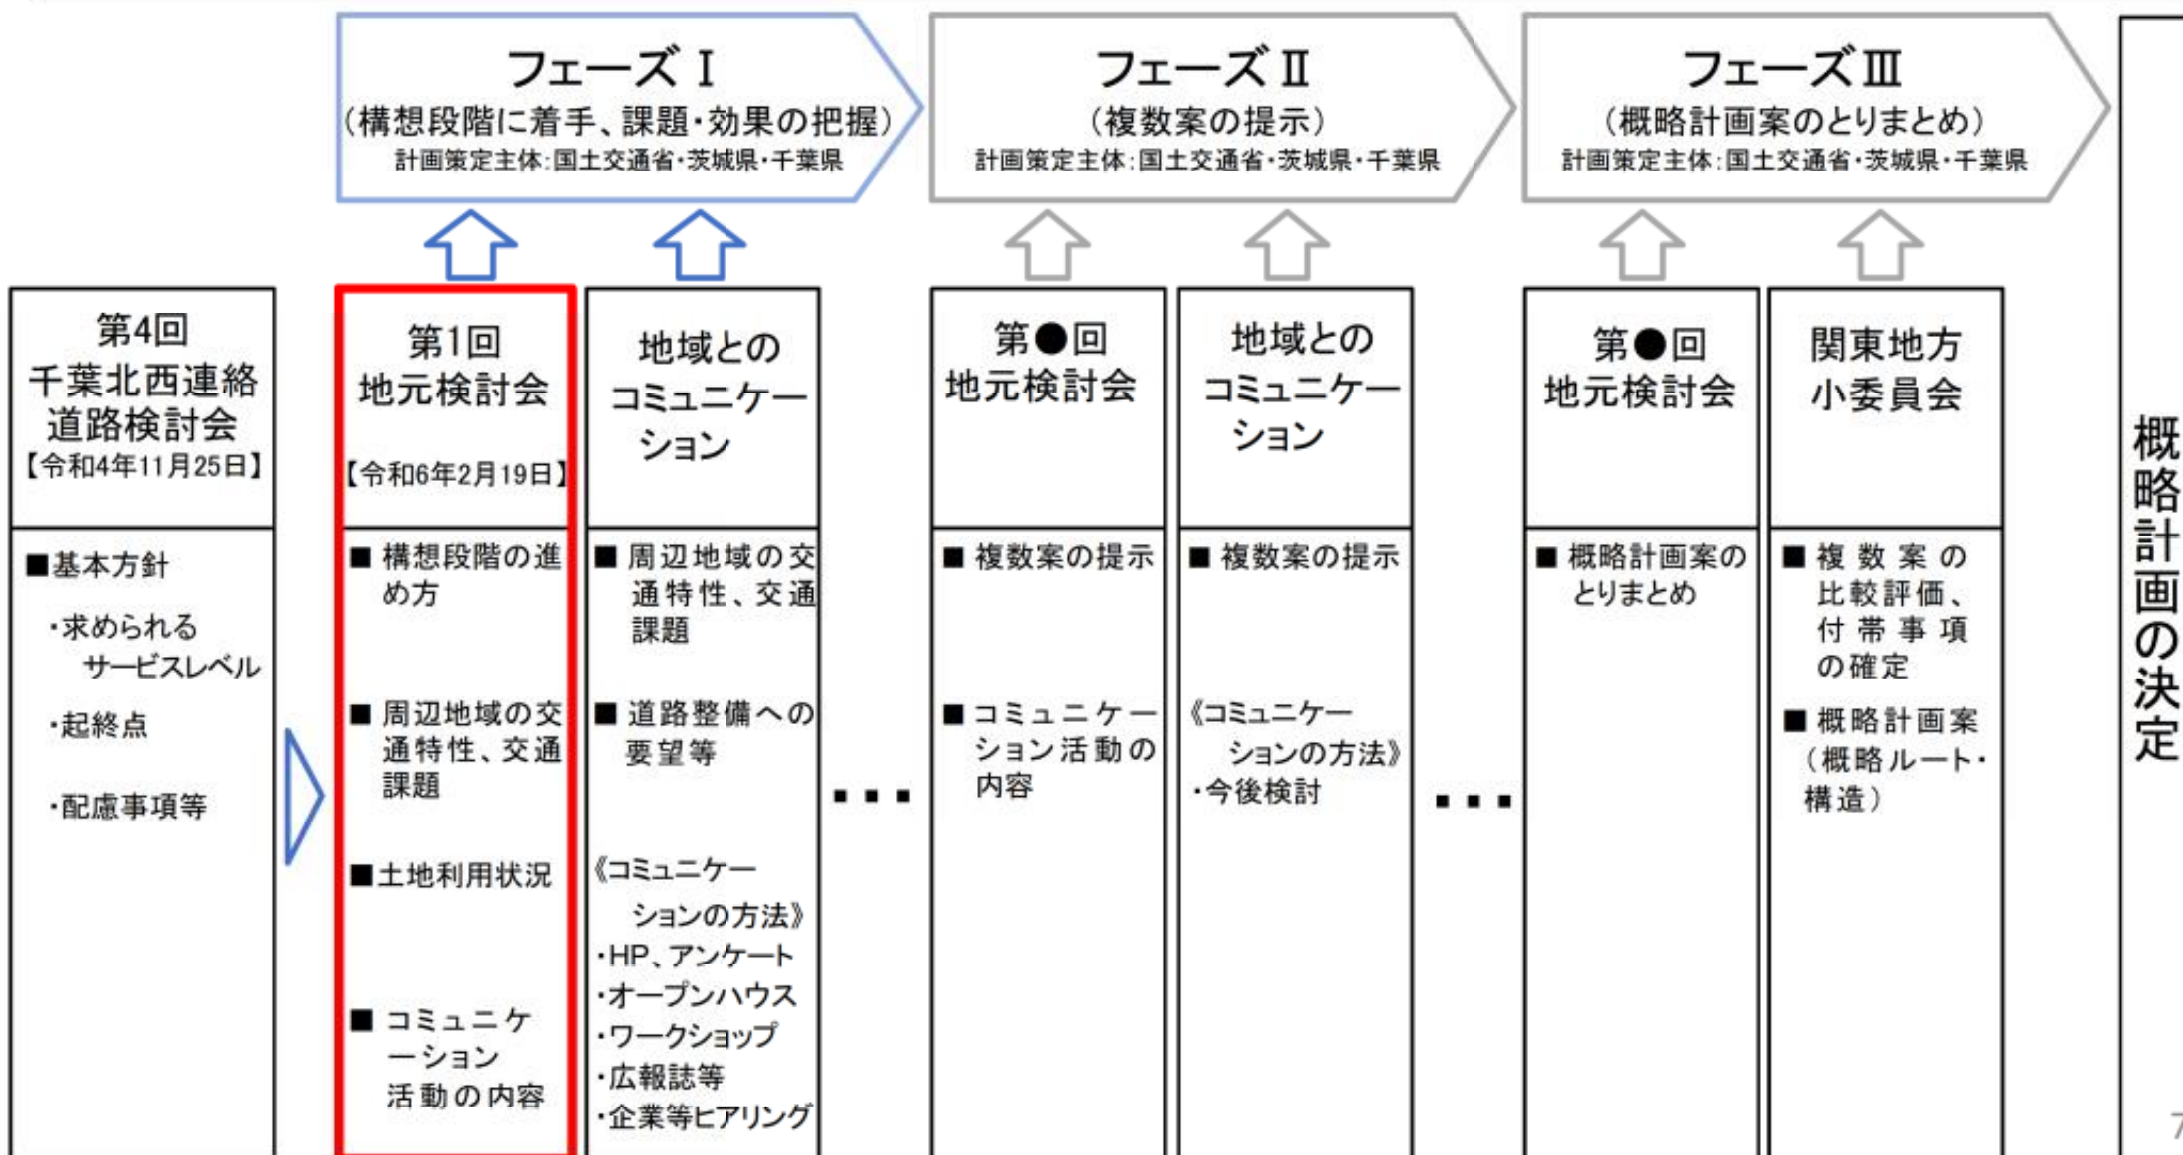 フェーズⅠ
（構想段階に着手、課題・効果の把握）
計画策定主体:国土交通省・茨城県・千葉県
フェーズⅡ
（複数案の提示）
計画策定主体:国土交通省・茨城県・千葉県
フェーズⅢ
（概略計画案のとりまとめ）
計画策定主体:国土交通省・茨城県・千葉県
第4回
千葉北西連絡
道路検討会
【令和4年11月25日】
■基本方針
・求められる
サービスレベル
・起終点
・配慮事項等
第1回
地元検討会
【令和6年2月19日】
■ 構想段階の進
め方
■ 周辺地域の交
通特性、交通
課題
■土地利用状況
■ コミュニケ
ーション
活動の内容
地域との
コミュニケー
ション
■ 周辺地域の交
通特性、交通
課題
■ 道路整備への
要望等
《コミュニケー
ションの方法》
・HP、アンケート
・オープンハウス
・ワークショップ
・広報誌等
・企業等ヒアリング
・・・
第●回
地元検討会
■ 複数案の提示
■ コミュニケー
ション活動の
内容
地域との
コミュニケー
ション
■ 複数案の提示
《コミュニケー
ションの方法》
・今後検討
・・・
第●回
地元検討会
■ 概略計画案の
とりまとめ
関東地方
小委員会
■ 複数案の
比較評価、
付帯事項
の確定
■ 概略計画案
（概略ルート・
構造）
概略計画の決定
7